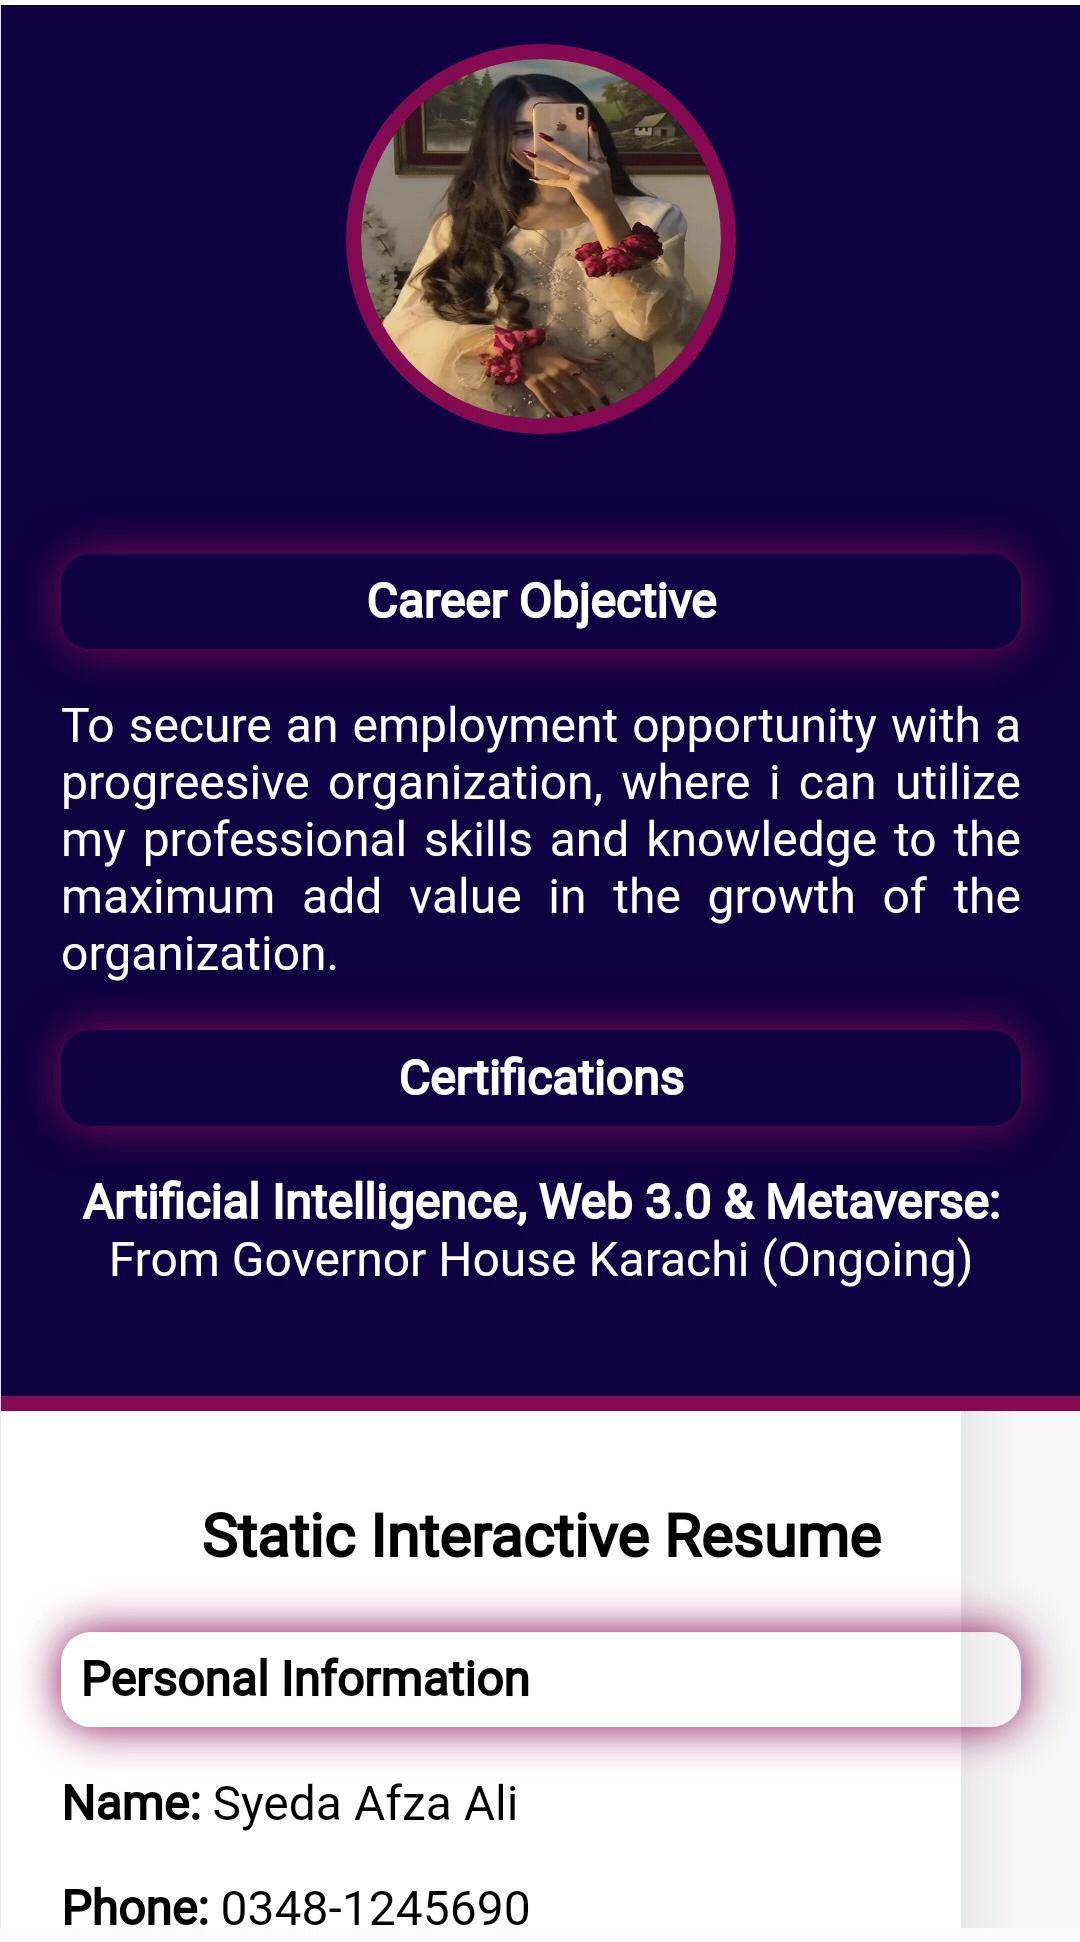 Career Objective
To secure an employment opportunity with a
progreesive organization, where i can utilize
my professional skills and knowledge to the
maximum add value in the growth of the
organization.
Certifications
Artificial Intelligence, Web 3.0 & Metaverse:
From Governor House Karachi (Ongoing)
Static Interactive Resume
Personal Information
Name: Syeda Afza Ali
Phone: 0348-1245690